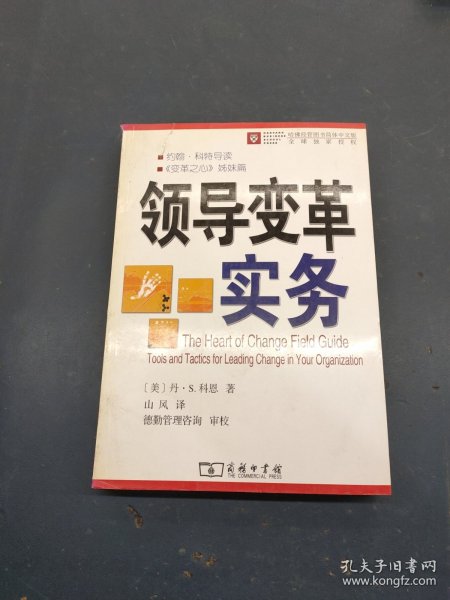 哈佛经管图书简体中文版
全球独家授权
■ 约翰·科特导读
■《变革之心》姊妹篇
领导变革
实务
The Heart of Change Field Guide
Tools and Tactics for Leading Change in Your Organization
〔美〕丹·S.科恩 著
山风 译
德勤管理咨询 审校
商务印书馆
THE COMMERCIAL PRESS
孔夫子旧书网
www.kongfz.com